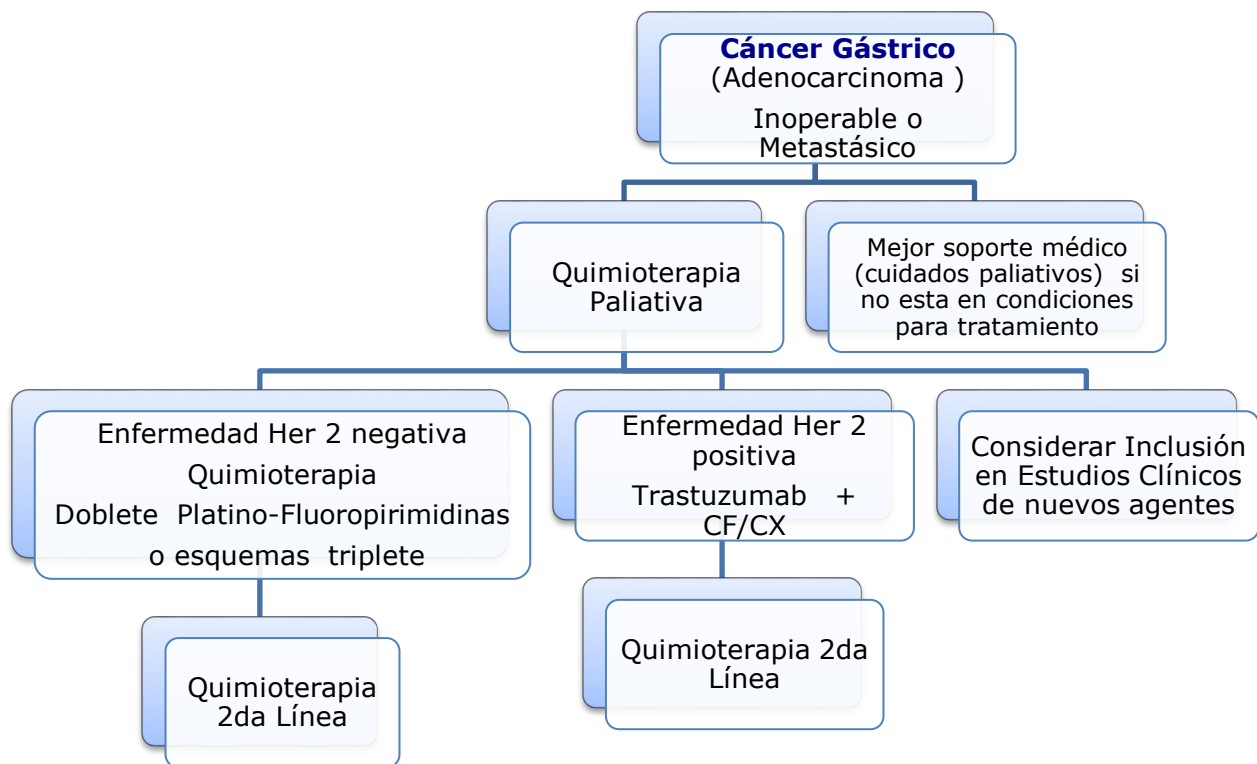 Cáncer Gástrico
(Adenocarcinoma )
Inoperable o
Metastásico
Quimioterapia
Paliativa
Mejor soporte médico
(cuidados paliativos) si
no esta en condiciones
para tratamiento
Enfermedad Her 2 negativa
Quimioterapia
Doblete Platino-Fluoropirimidinas
o esquemas triplete
Enfermedad Her 2
positiva
Trastuzumab +
CF/CX
Considerar Inclusión
en Estudios Clínicos
de nuevos agentes
Quimioterapia
2da Línea
Quimioterapia 2da
Línea